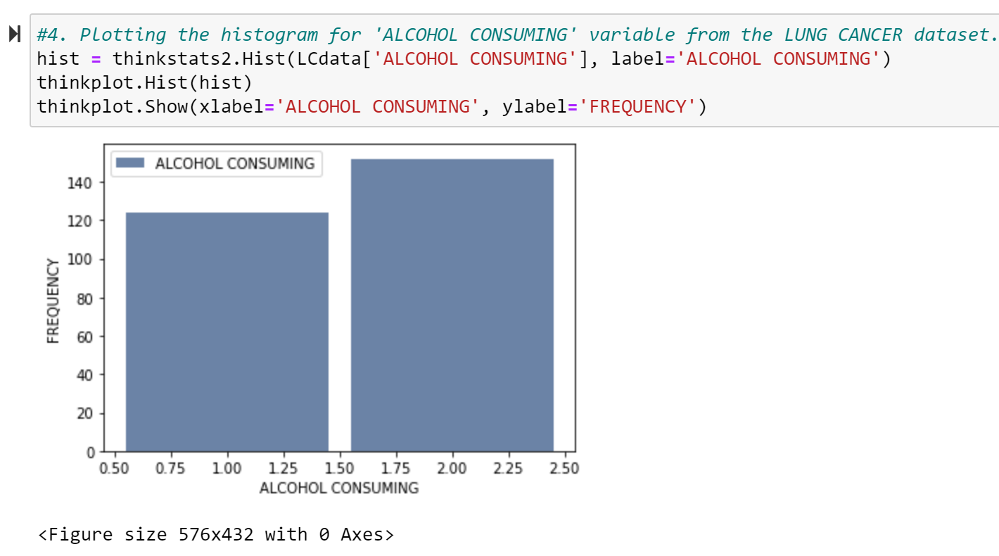 #4. Plotting the histogram for 'ALCOHOL CONSUMING' variable from the LUNG CANCER dataset.
hist = thinkstats2.Hist(LCdata['ALCOHOL CONSUMING'], label='ALCOHOL CONSUMING')
thinkplot.Hist(hist)
thinkplot.Show(xlabel='ALCOHOL CONSUMING', ylabel='FREQUENCY')
ALCOHOL CONSUMING
140
120
100
80
60
40
20
0
FREQUENCY
0.50 0.75 1.00 1.25 1.50 1.75 2.00 2.25 2.50
ALCOHOL CONSUMING
<Figure size 576x432 with 0 Axes>